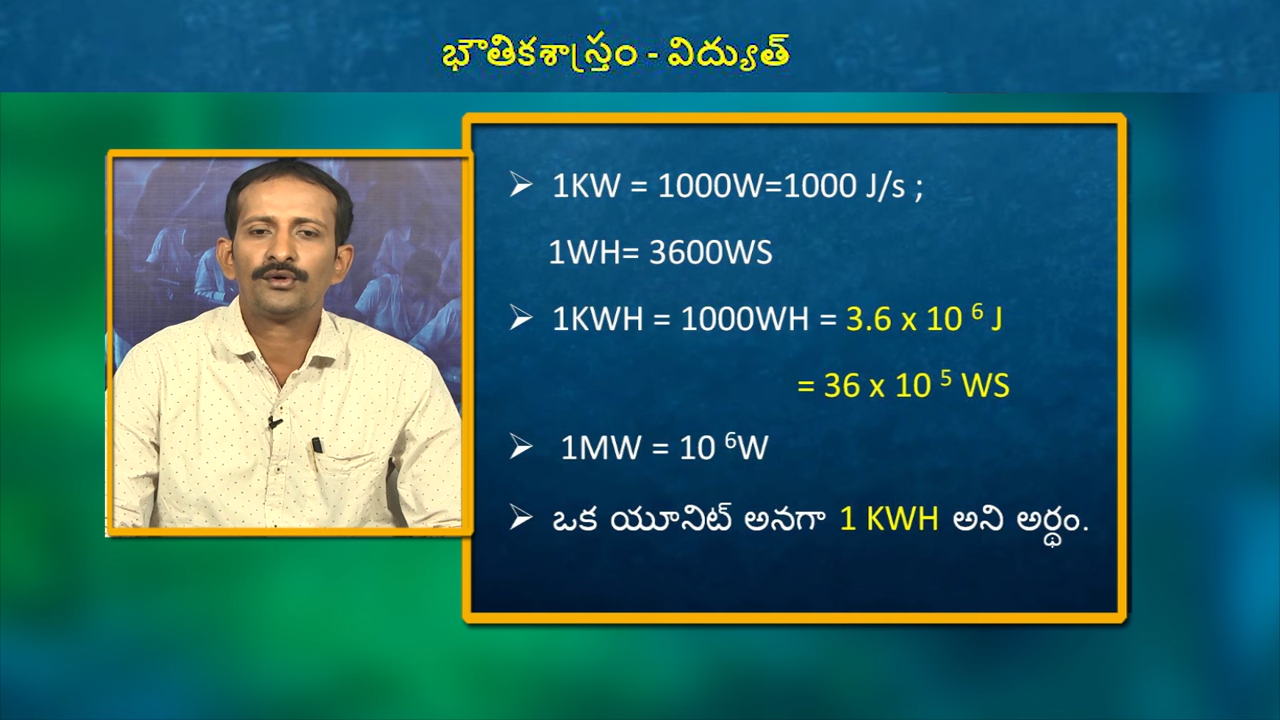 భౌతికశాస్త్రం - విద్యుత్
➢ 1KW = 1000W=1000 J/s ;
1WH= 3600WS
➢ 1KWH = 1000WH = 3.6 x 10 ⁶ J
= 36 x 10 ⁵ WS
➢ 1MW = 10 ⁶W
➢ ఒక యూనిట్ అనగా 1 KWH అని అర్థం.